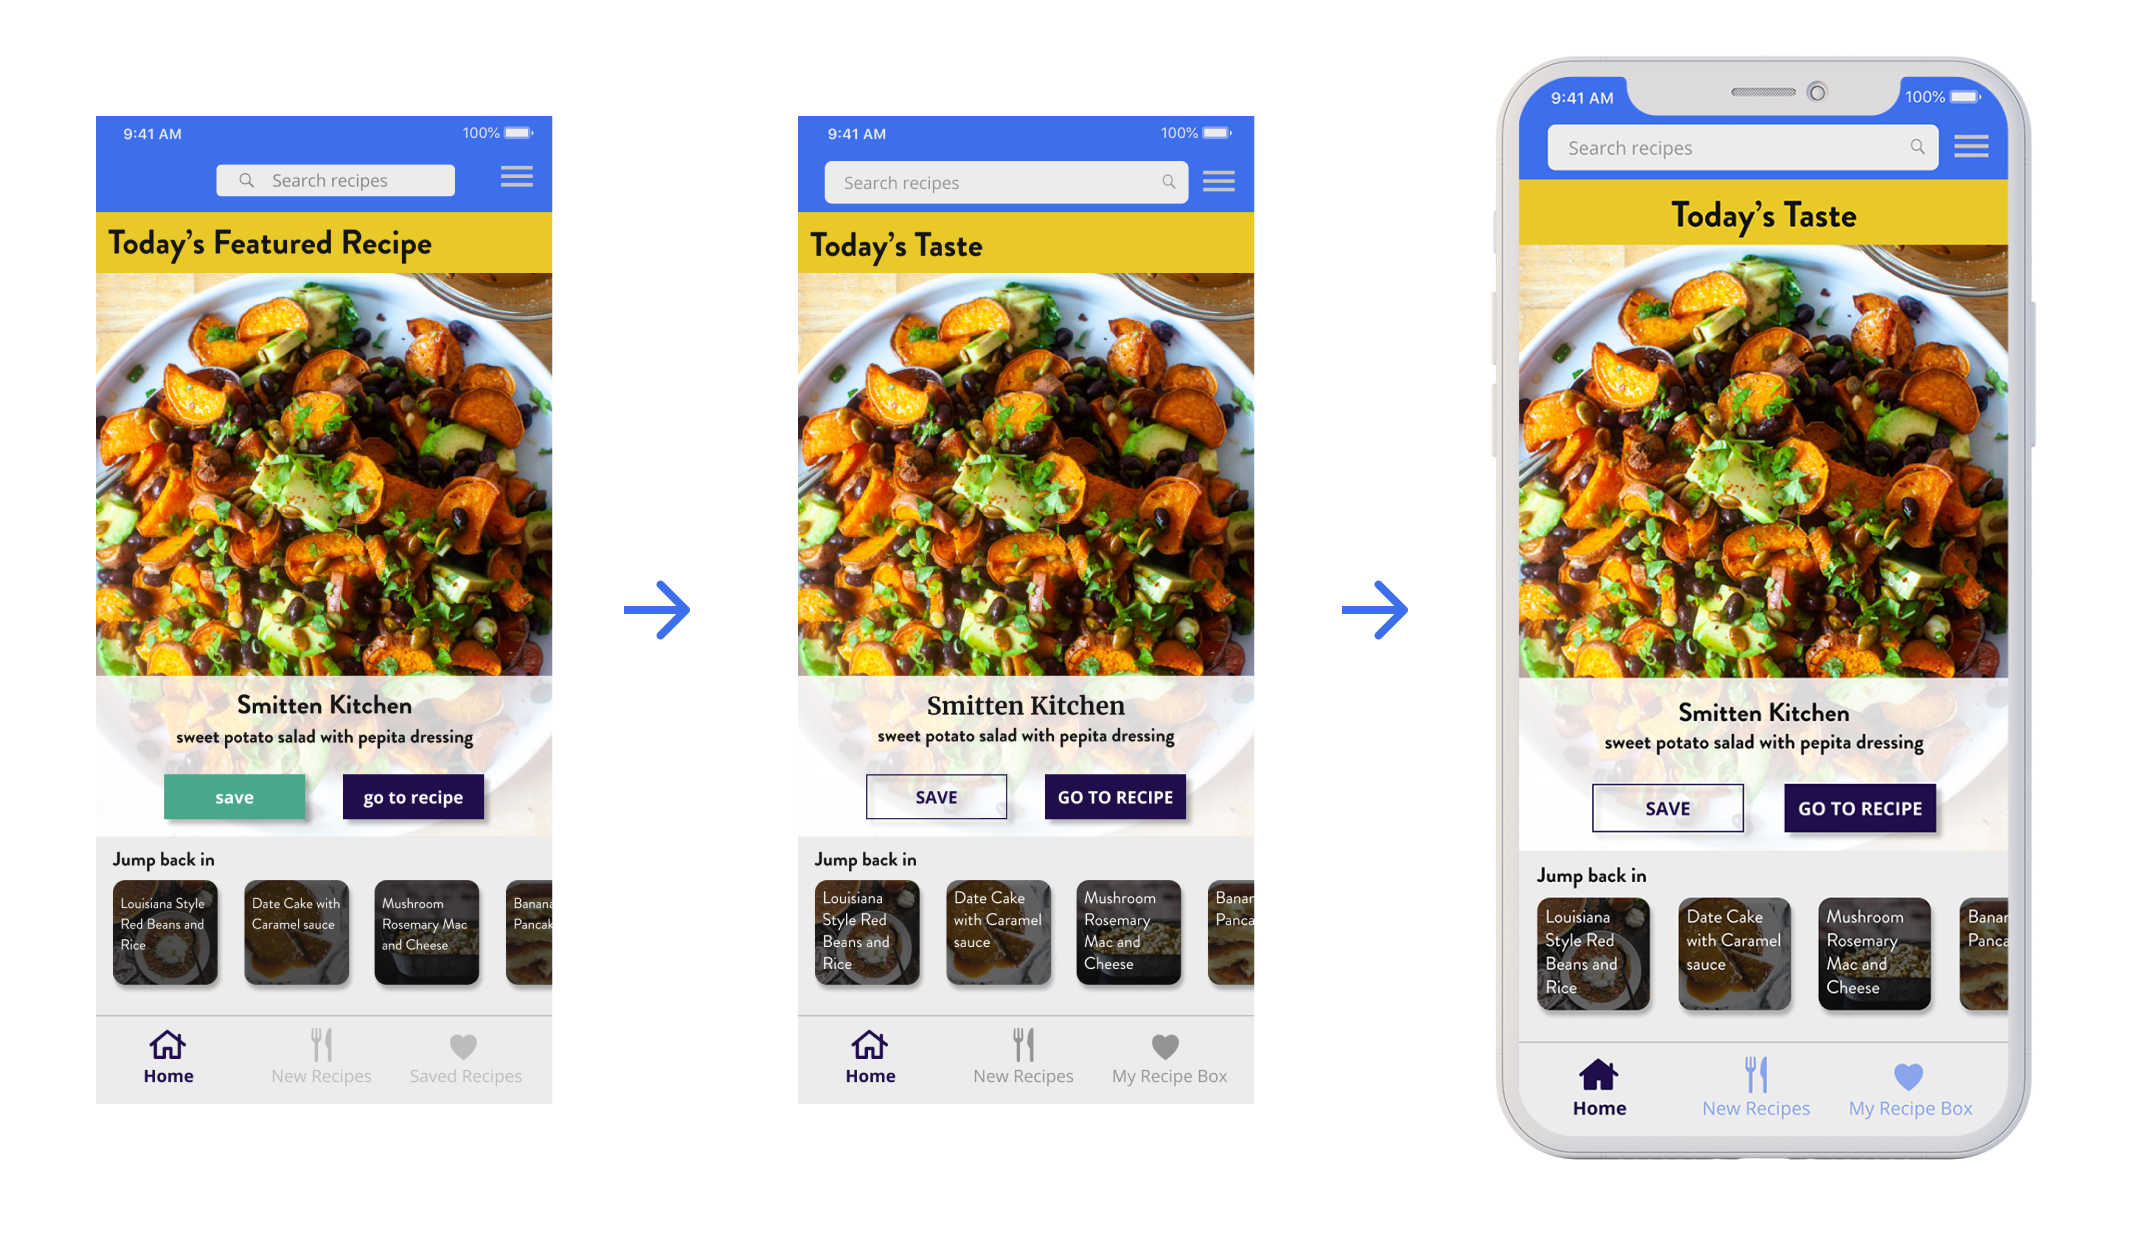 9:41 AM 100%
Search recipes
Today's Featured Recipe
Smitten Kitchen
sweet potato salad with pepita dressing
save
go to recipe
Jump back in
Louisiana Style
Red Beans and
Rice
Date Cake with
Caramel sauce
Mushroom
Rosemary Mac
and Cheese
Banana
Pancak
Home
New Recipes
Saved Recipes
9:41 AM 100%
Search recipes
Today's Taste
Smitten Kitchen
sweet potato salad with pepita dressing
SAVE
GO TO RECIPE
Jump back in
Louisiana
Style Red
Beans and
Rice
Date Cake
with Caramel
sauce
Mushroom
Rosemary
Mac and
Cheese
Banar
Panca
Home
New Recipes
My Recipe Box
9:41 AM 100%
Search recipes
Today's Taste
Smitten Kitchen
sweet potato salad with pepita dressing
SAVE
GO TO RECIPE
Jump back in
Louisiana
Style Red
Beans and
Rice
Date Cake
with Caramel
sauce
Mushroom
Rosemary
Mac and
Cheese
Banar
Panca
Home
New Recipes
My Recipe Box